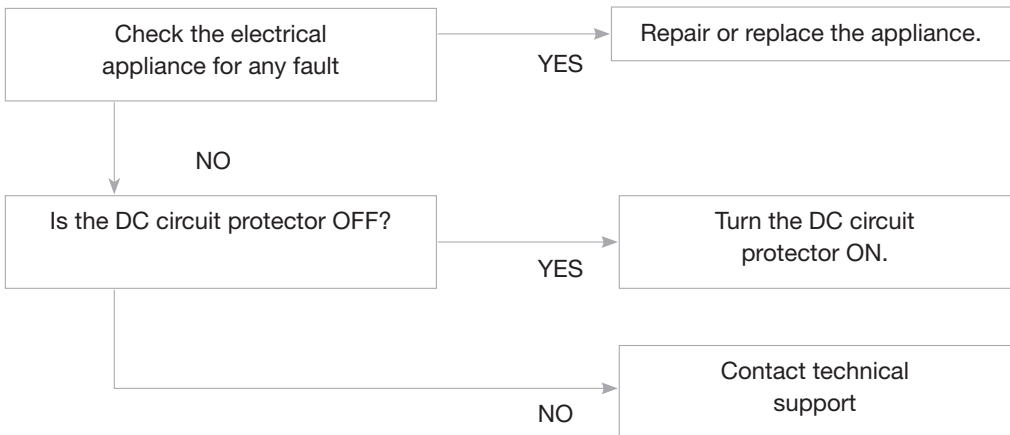 Check the electrical
appliance for any fault
YES
Repair or replace the appliance.
NO
Is the DC circuit protector OFF?
YES
Turn the DC circuit
protector ON.
NO
Contact technical
support